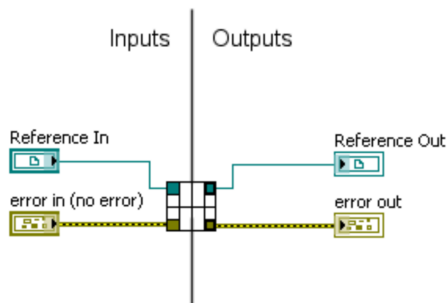 Inputs
Outputs
Reference In
Reference Out
error in (no error)
error out